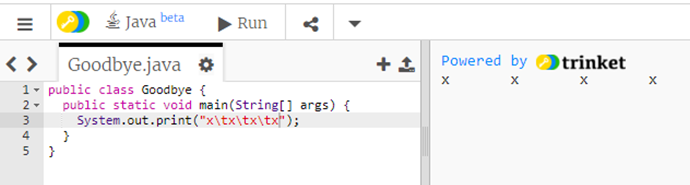 Java beta Run
Goodbye.java
1 public class Goodbye {
2 public static void main(String[] args) {
3 System.out.print("x\tx\tx\tx");
4 }
5 }
Powered by trinket
x x x x